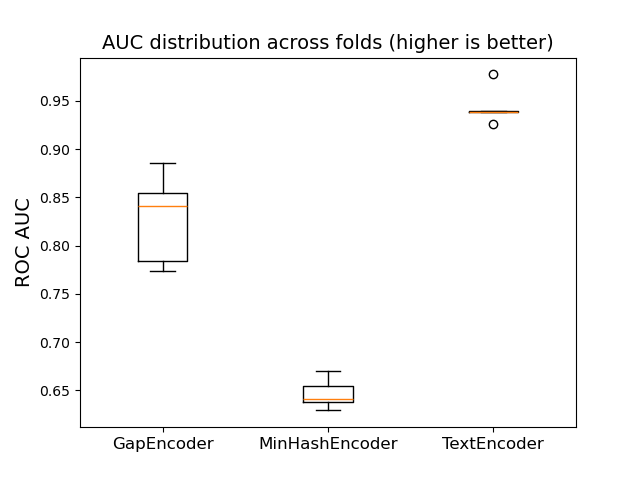 AUC distribution across folds (higher is better)
ROC AUC
0.95
0.90
0.85
0.80
0.75
0.70
0.65
GapEncoder
MinHashEncoder
TextEncoder